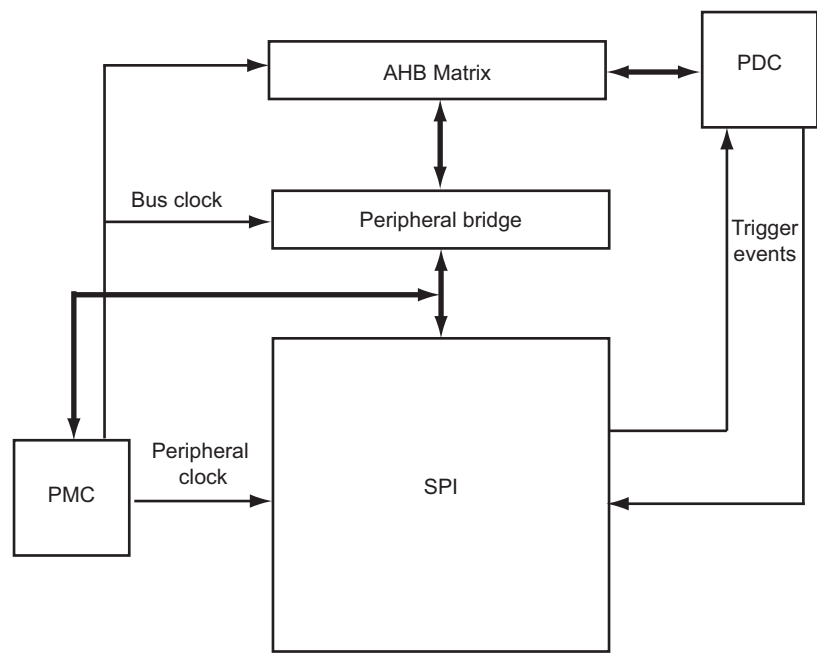 AHB Matrix
PDC
Bus clock
Peripheral bridge
Trigger
events
Peripheral
clock
PMC
SPI